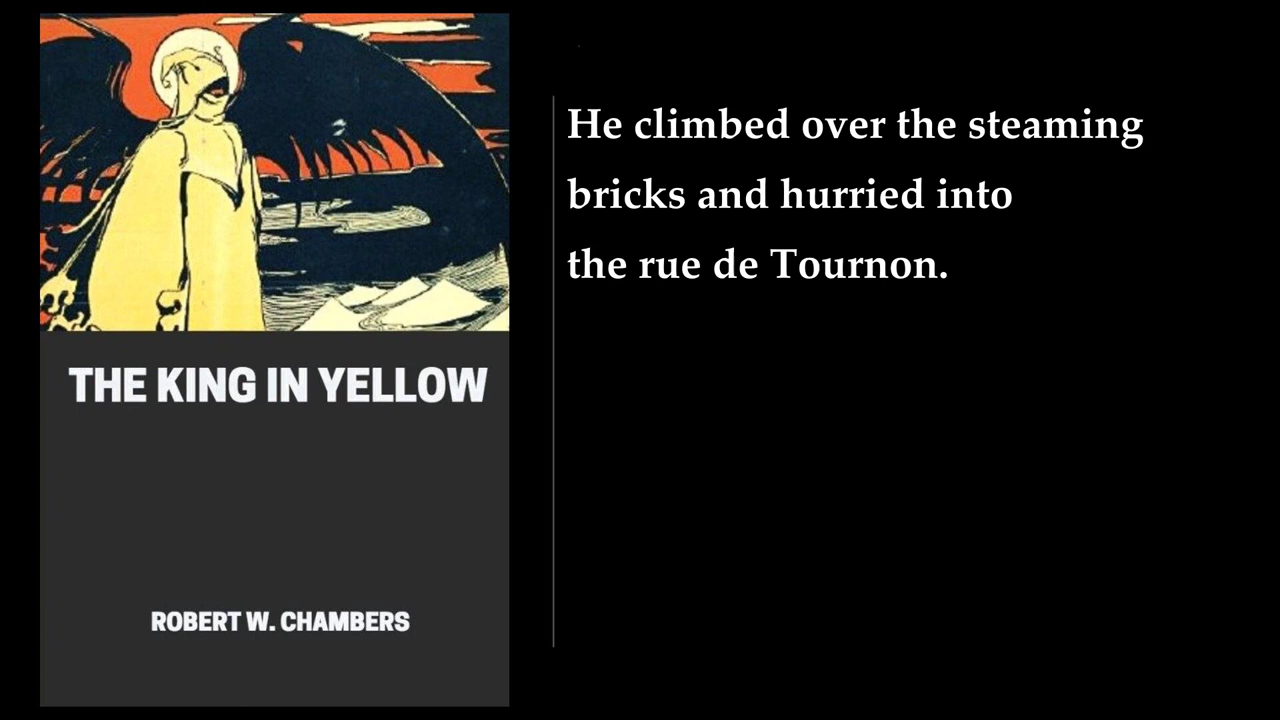 THE KING IN YELLOW
ROBERT W. CHAMBERS
He climbed over the steaming
bricks and hurried into
the rue de Tournon.